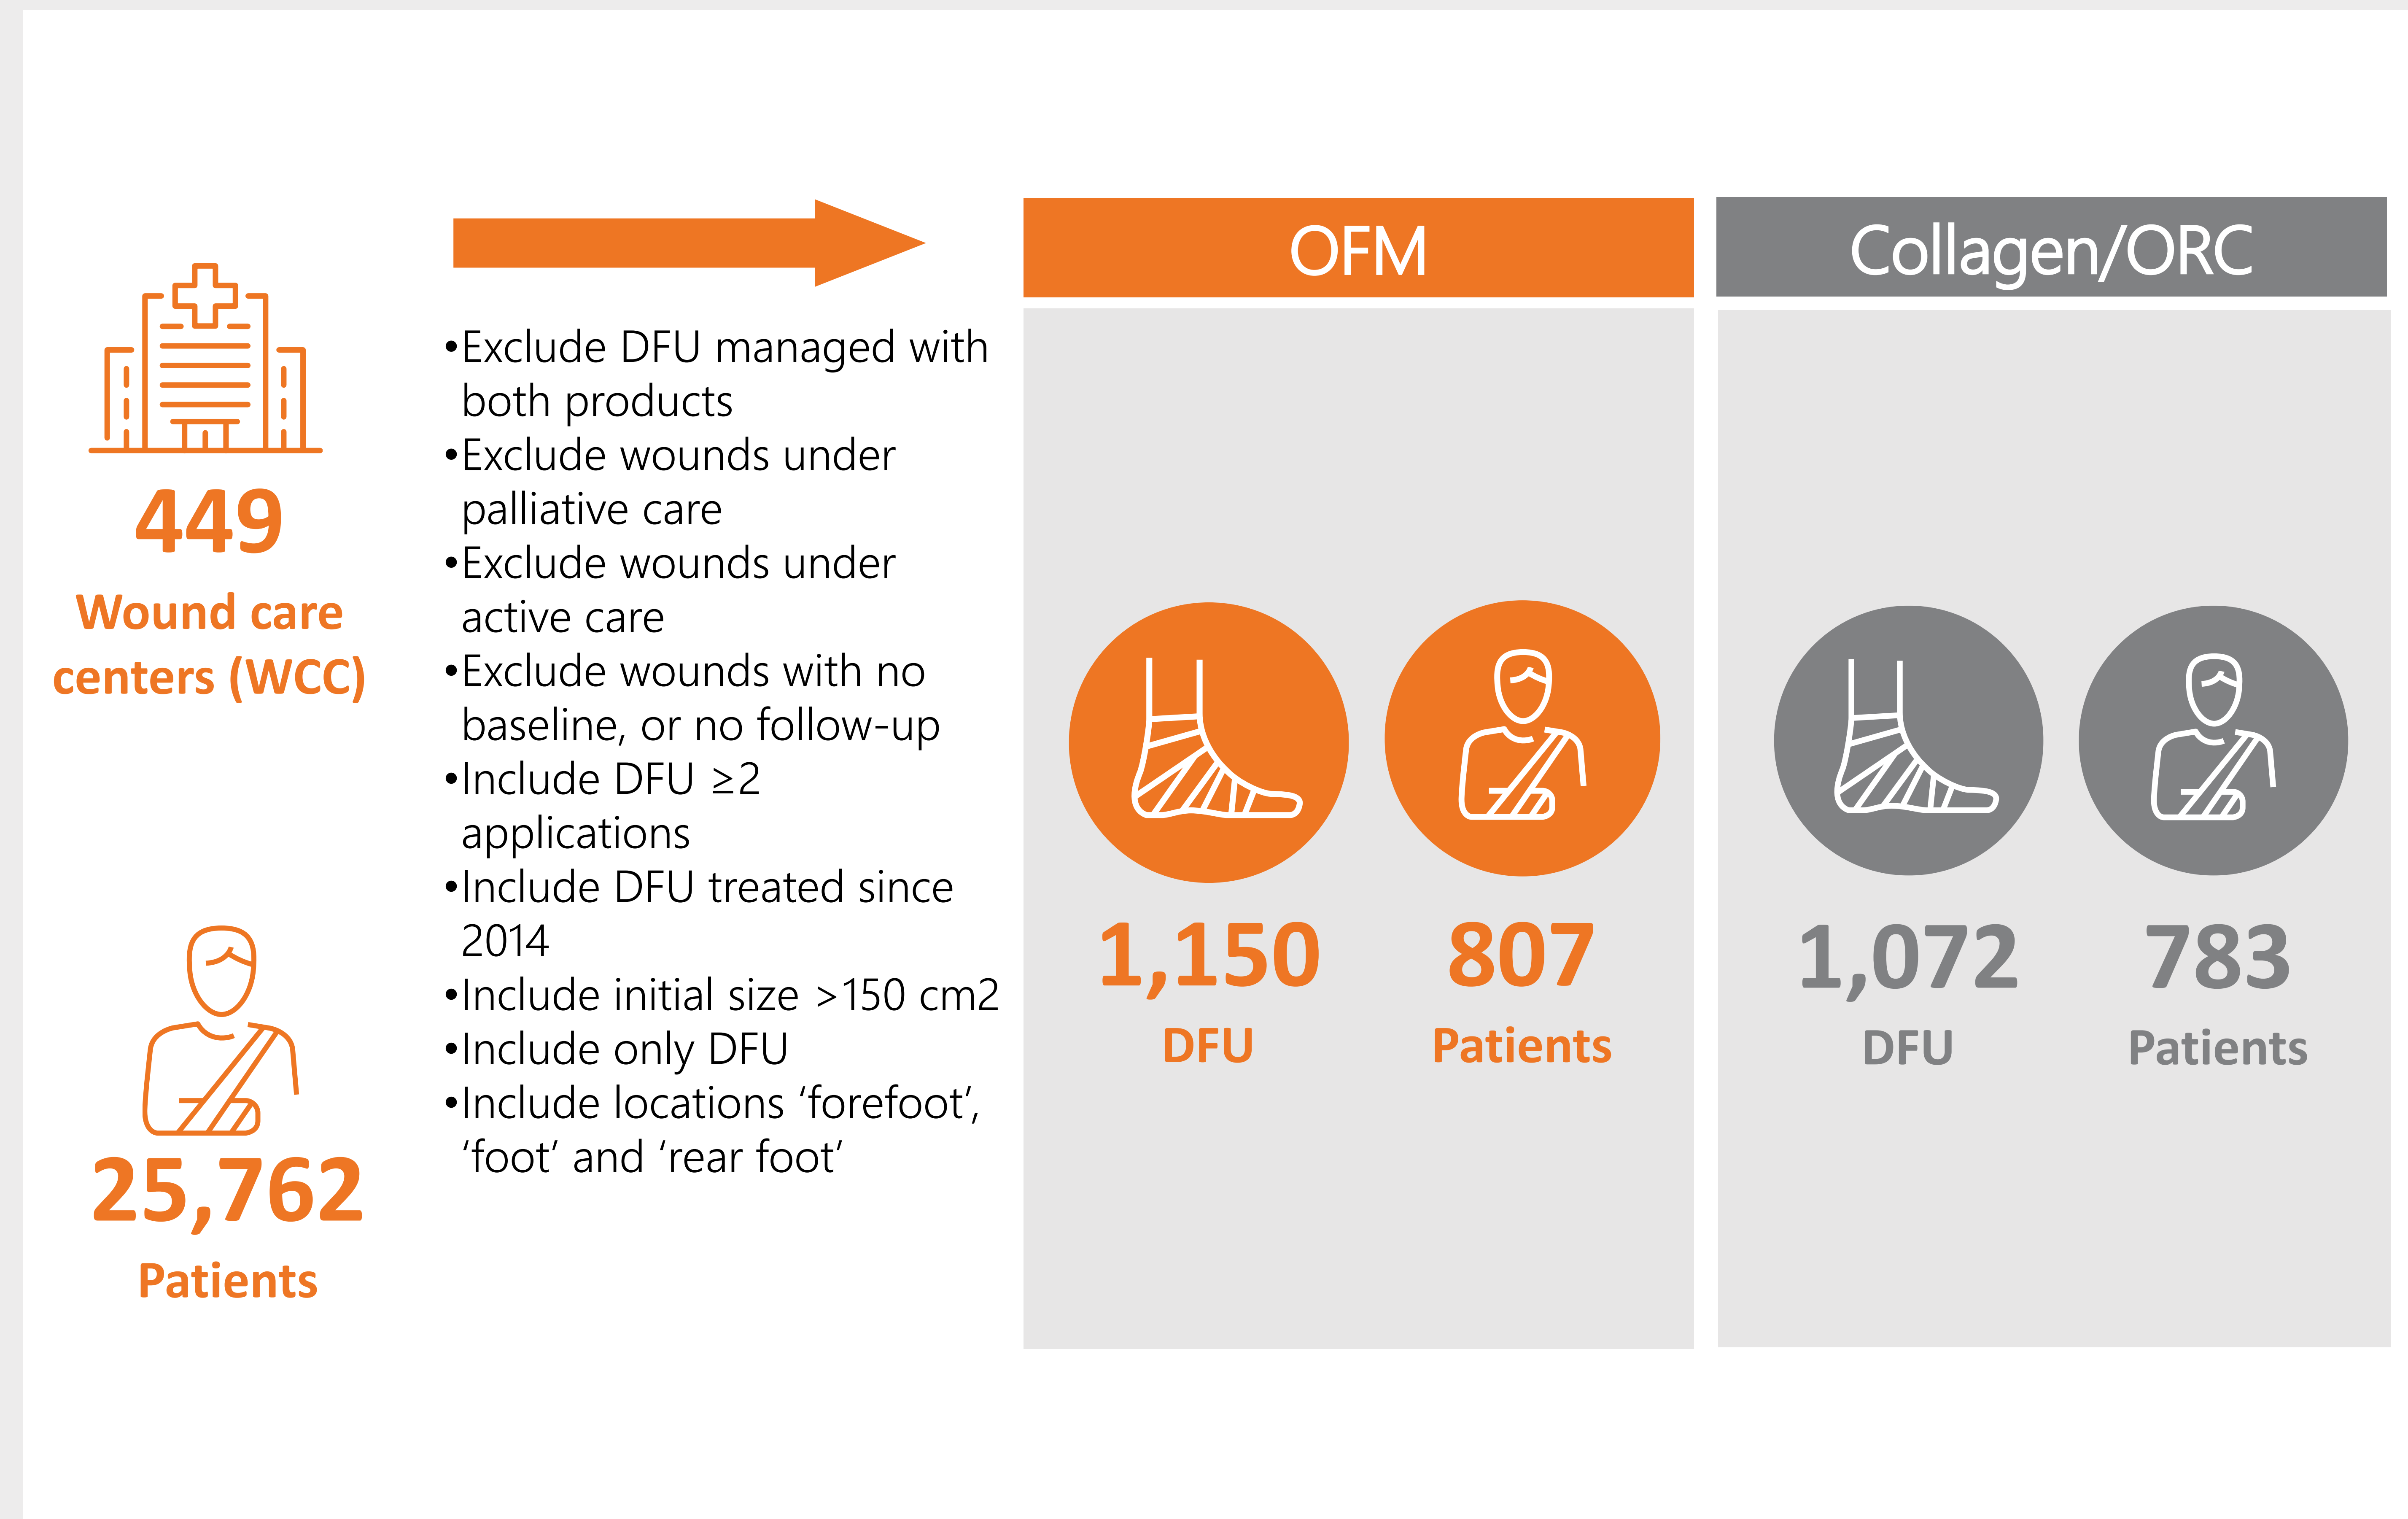 449
Wound care
centers (WCC)
25,762
Patients
•Exclude DFU managed with
both products
•Exclude wounds under
palliative care
•Exclude wounds under
active care
•Exclude wounds with no
baseline, or no follow-up
•Include DFU ≥2
applications
•Include DFU treated since
2014
•Include initial size >150 cm2
•Include only DFU
•Include locations ‘forefoot’,
‘foot’ and ‘rear foot’
OFM
1,150
DFU
807
Patients
Collagen/ORC
1,072
DFU
783
Patients